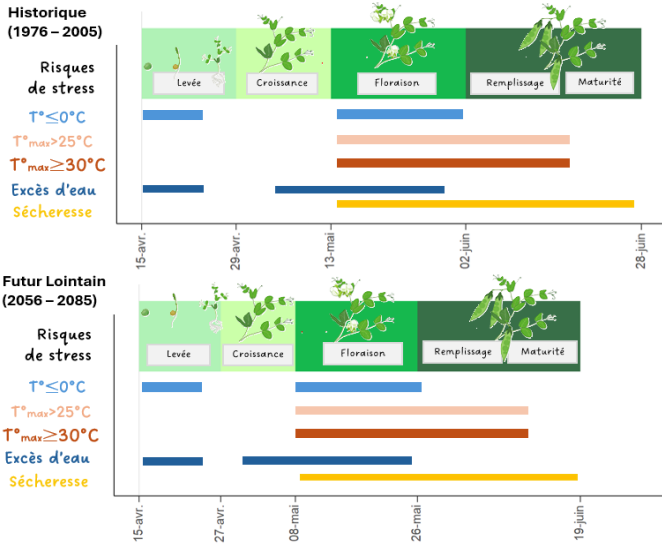 Historique
(1976 – 2005)
Risques
de stress
Levée
Croissance
Floraison
Remplissage
Maturité
T°≤0°C
T°max>25°C
T°max≥30°C
Excès d'eau
Sécheresse
15-avr.
29-avr.
13-mai
02-juin
28-juin
Futur Lointain
(2056 – 2085)
Risques
de stress
Levée
Croissance
Floraison
Remplissage
Maturité
T°≤0°C
T°max>25°C
T°max≥30°C
Excès d'eau
Sécheresse
15-avr.
27-avr.
08-mai
26-mai
19-juin